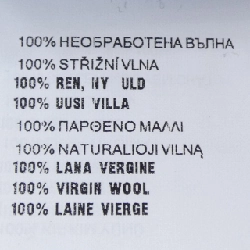 100% НЕОБРАБОТЕНА ВЪЛНА
100% STŘIŽNÍ VLNA
100% REN, NY ULD
100% UUSI VILLA
100% ΠΑΡΘΕΝΟ ΜΑΛΛΙ
100% NATURALIOJI VILNĄ
100% LANA VERGINE
100% VIRGIN WOOL
100% LAINE VIERGE